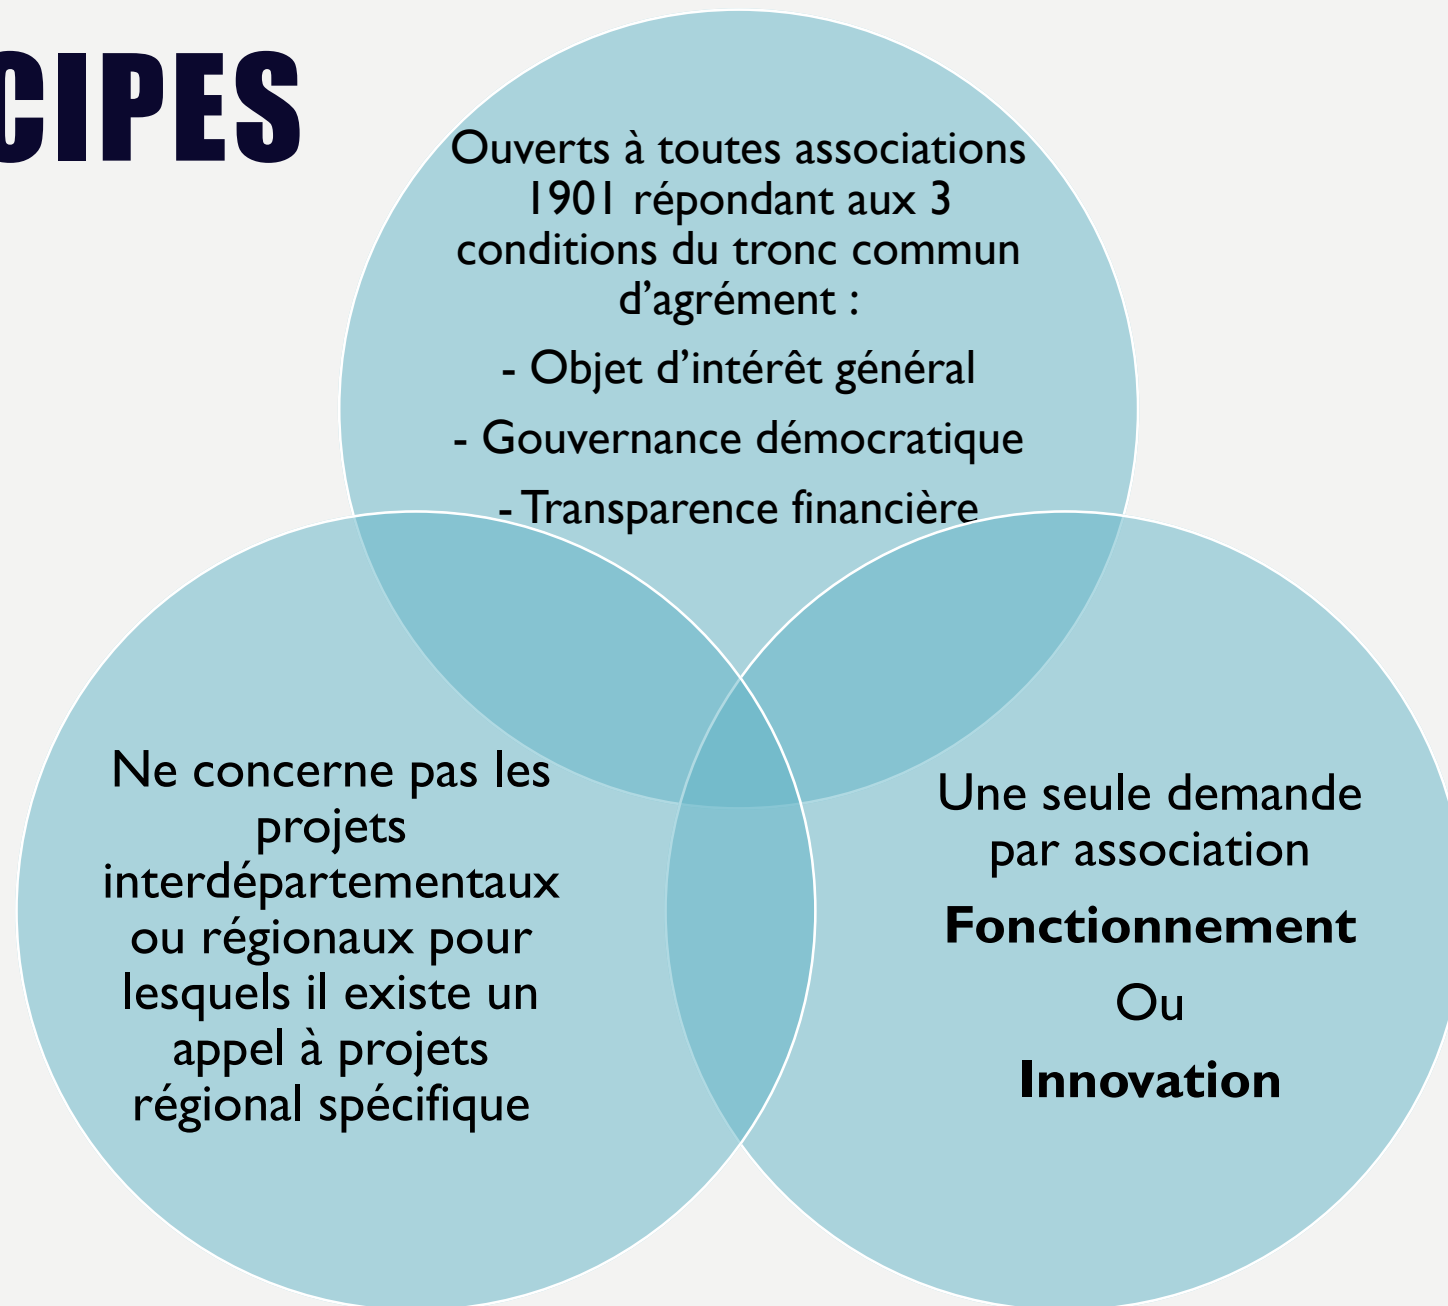 CIPES
Ouverts à toutes associations
1901 répondant aux 3
conditions du tronc commun
d’agrément :
- Objet d’intérêt général
- Gouvernance démocratique
- Transparence financière
Ne concerne pas les
projets
interdépartementaux
ou régionaux pour
lesquels il existe un
appel à projets
régional spécifique
Une seule demande
par association
Fonctionnement
Ou
Innovation